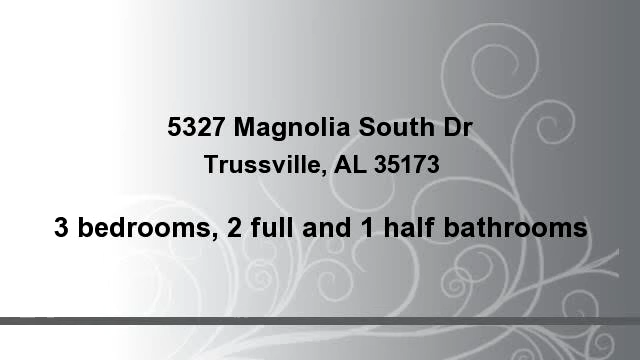 5327 Magnolia South Dr
Trussville, AL 35173
3 bedrooms, 2 full and 1 half bathrooms